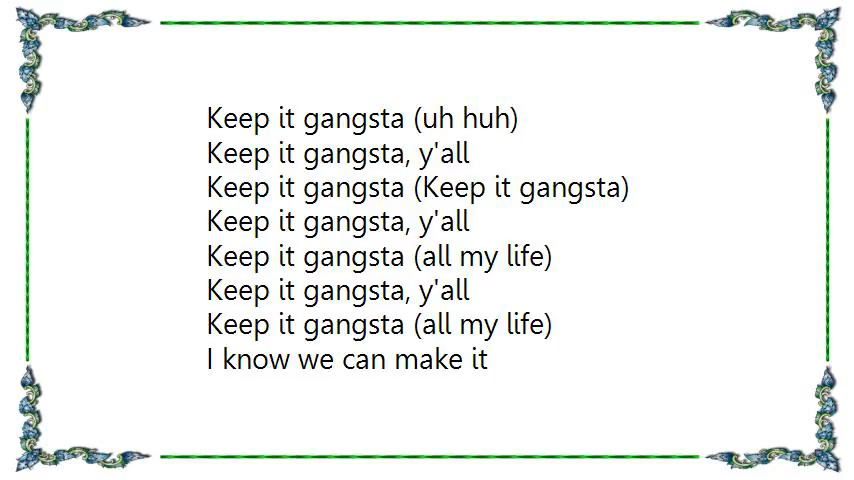 Keep it gangsta (uh huh)
Keep it gangsta, y'all
Keep it gangsta (Keep it gangsta)
Keep it gangsta, y'all
Keep it gangsta (all my life)
Keep it gangsta, y'all
Keep it gangsta (all my life)
I know we can make it